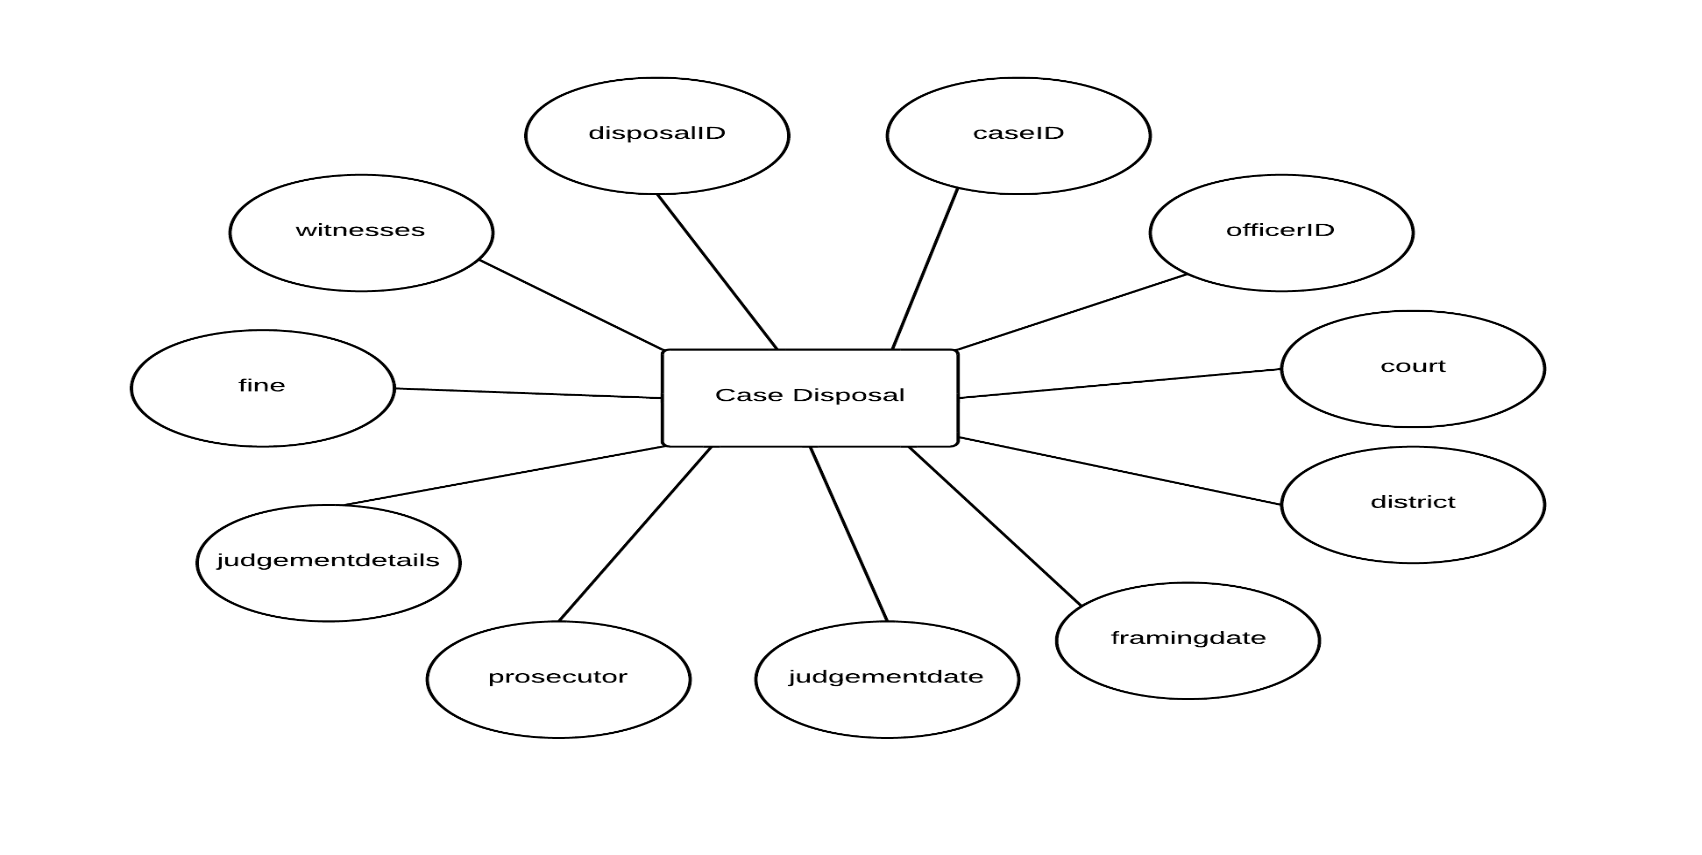 disposalID
caseID
witnesses
officerID
fine
Case Disposal
court
district
judgementdetails
framingdate
prosecutor
judgementdate